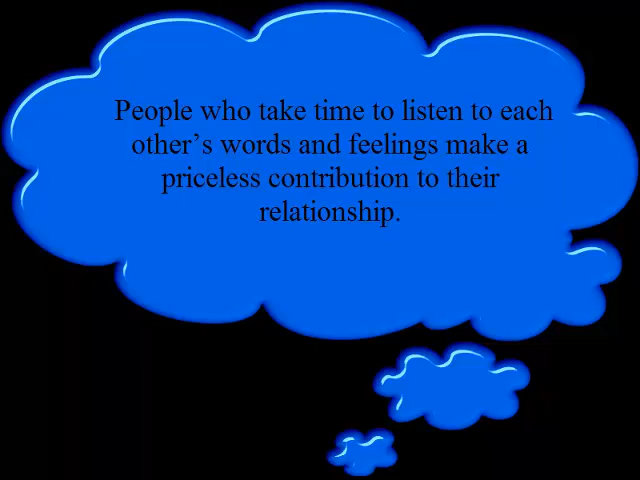 People who take time to listen to each
other’s words and feelings make a
priceless contribution to their
relationship.